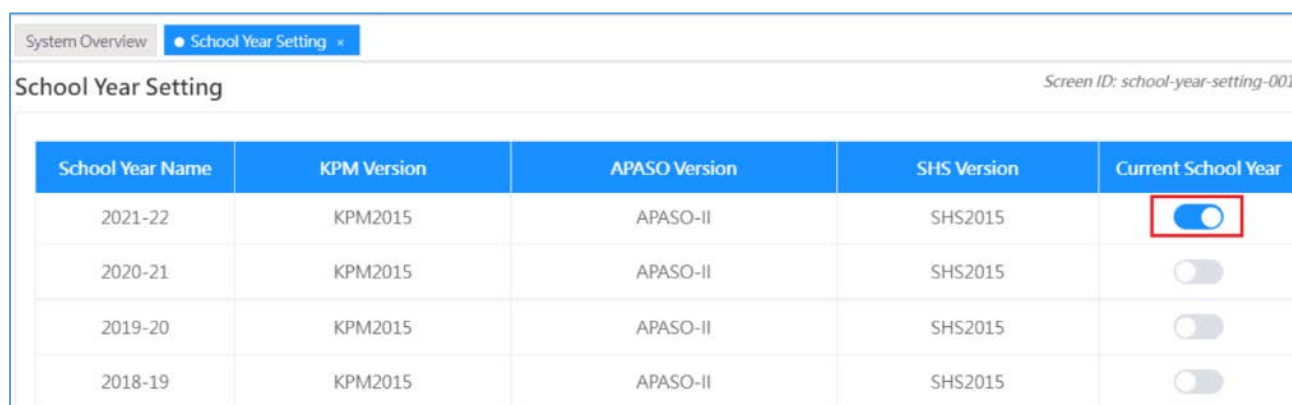 System Overview School Year Setting ×
School Year Setting Screen ID: school-year-setting-001
School Year Name KPM Version APASO Version SHS Version Current School Year
2021-22 KPM2015 APASO-II SHS2015
2020-21 KPM2015 APASO-II SHS2015
2019-20 KPM2015 APASO-II SHS2015
2018-19 KPM2015 APASO-II SHS2015